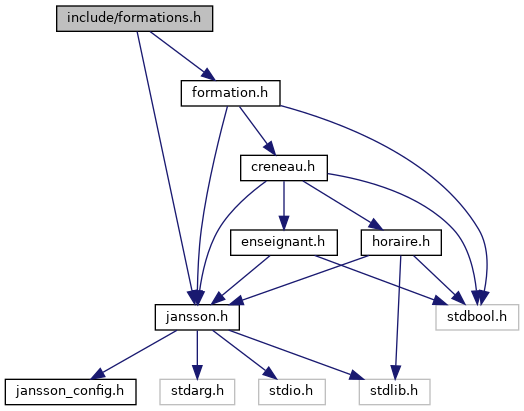 include/formations.h
formation.h
creneau.h
enseignant.h
horaire.h
jansson.h
stdbool.h
jansson_config.h
stdarg.h
stdio.h
stdlib.h